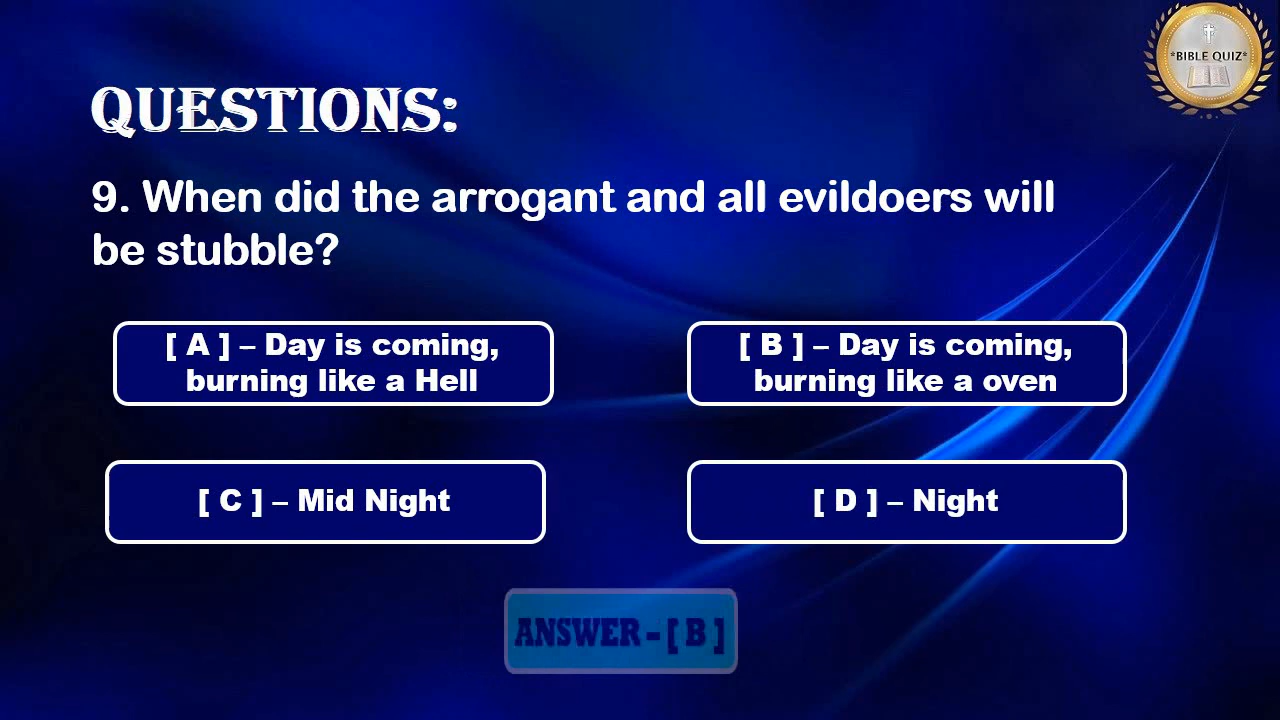 *BIBLE QUIZ*
QUESTIONS:
9. When did the arrogant and all evildoers will
be stubble?
[ A ] – Day is coming,
burning like a Hell
[ B ] – Day is coming,
burning like a oven
[ C ] – Mid Night
[ D ] – Night
ANSWER – [ B ]